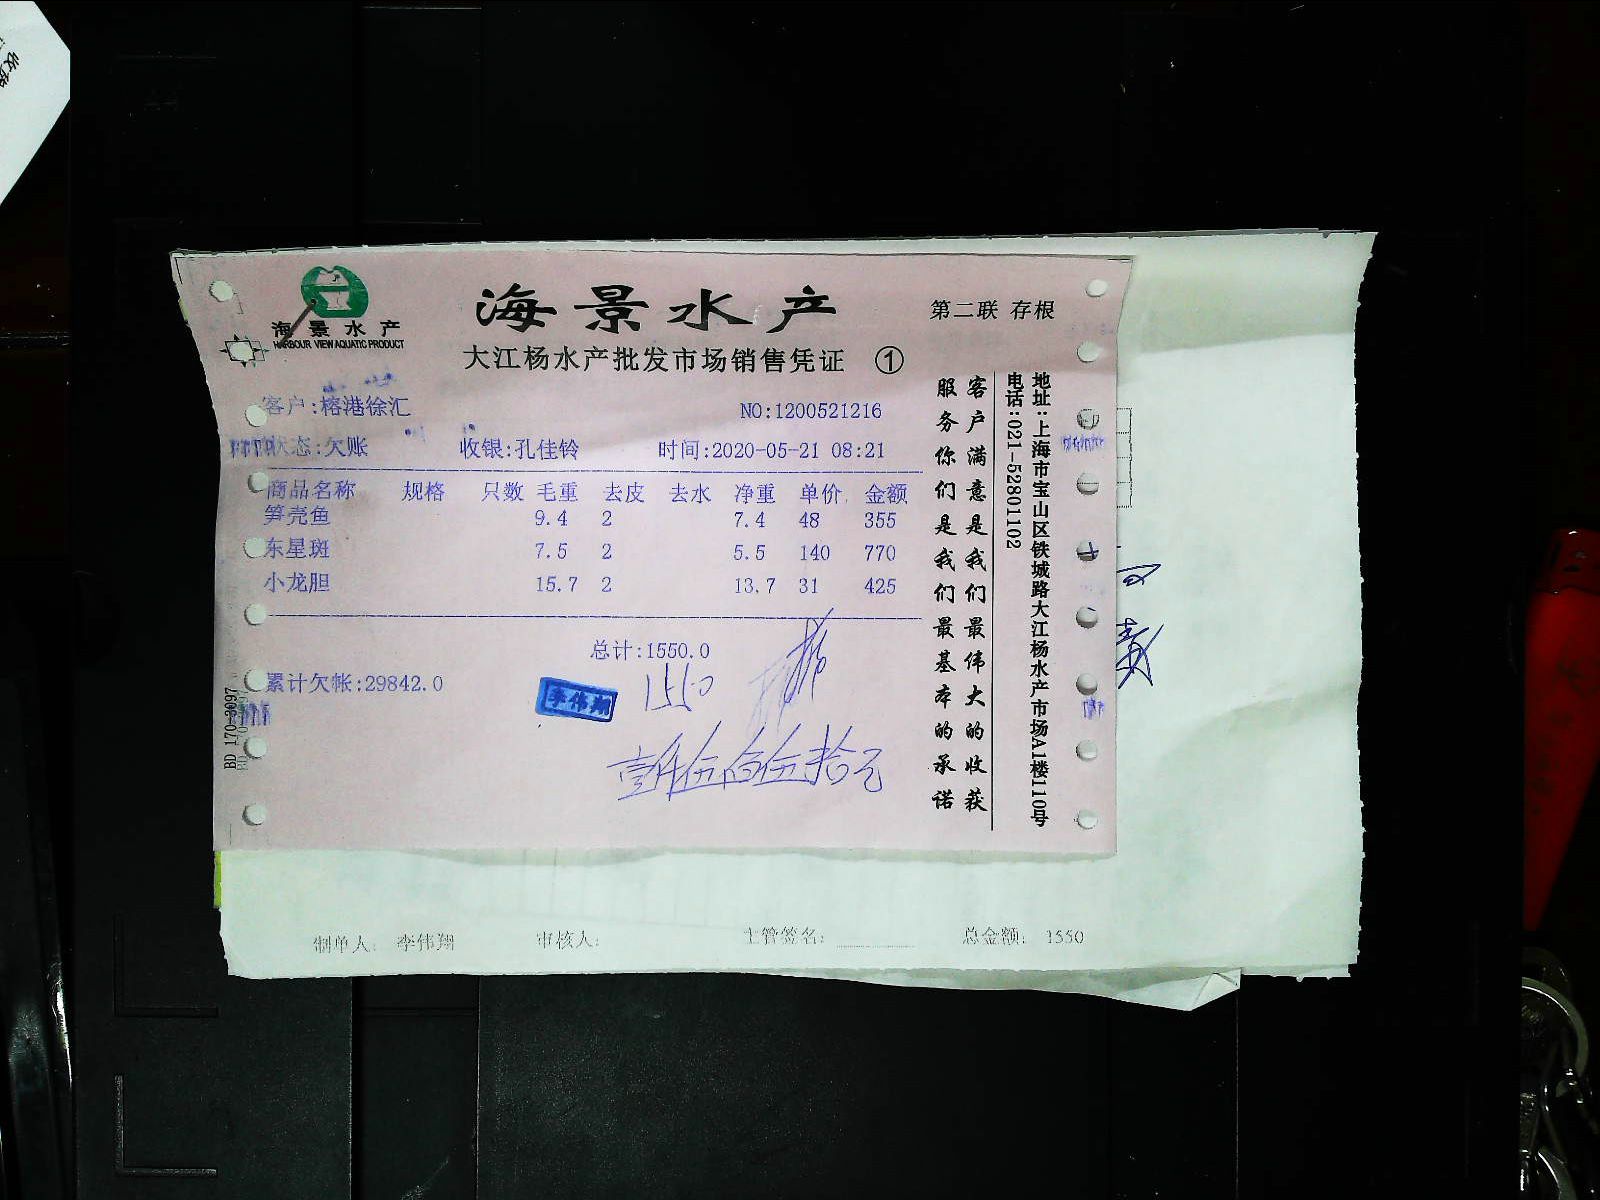 海景水产
HARBOUR VIEW AQUATIC PRODUCT
海景水产
第二联 存根
大江杨水产批发市场销售凭证 ①
客户:榕港徐汇
NO:1200521216
状态:欠账 收银:孔佳铃 时间:2020-05-21 08:21
商品名称 规格 只数 毛重 去皮 去水 净重 单价 金额
笋壳鱼 9.4 2 7.4 48 355
东星斑 7.5 2 5.5 140 770
小龙胆 15.7 2 13.7 31 425
总计:1550.0
累计欠帐:29842.0
李伟翔
1550
壹仟伍佰伍拾元
客户满意是我们最伟大的收获
服务你们是我们最基本的承诺
地址:上海市宝山区铁城路大江杨水产市场A1楼110号
电话:021-52801102
BD 170-3097
制单人: 李伟翔 审核人: 主管签名: 总金额: 1550